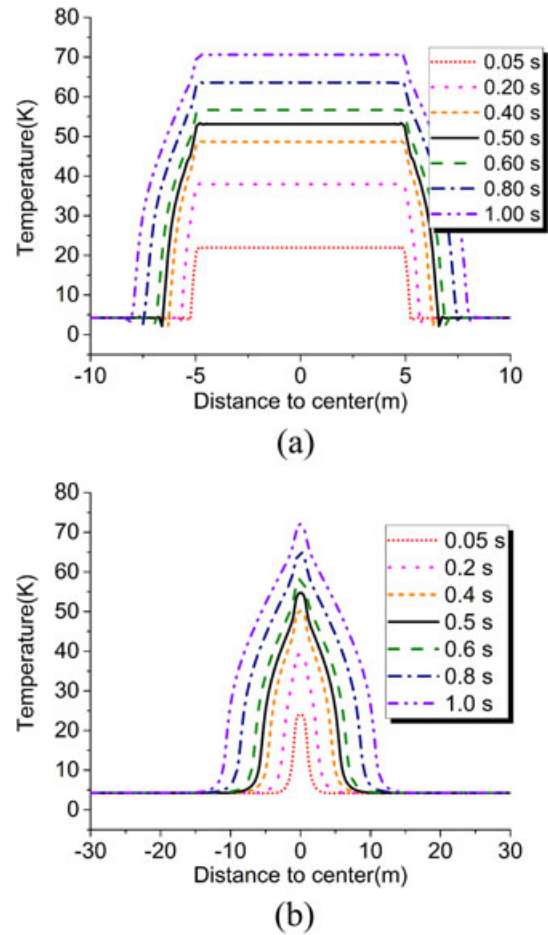 80
70
60
50
40
30
20
10
0
Temperature(K)
0.05 s
0.20 s
0.40 s
0.50 s
0.60 s
0.80 s
1.00 s
-10 -5 0 5 10
Distance to center(m)
(a)
80
70
60
50
40
30
20
10
0
Temperature(K)
0.05 s
0.2 s
0.4 s
0.5 s
0.6 s
0.8 s
1.0 s
-30 -20 -10 0 10 20 30
Distance to center(m)
(b)